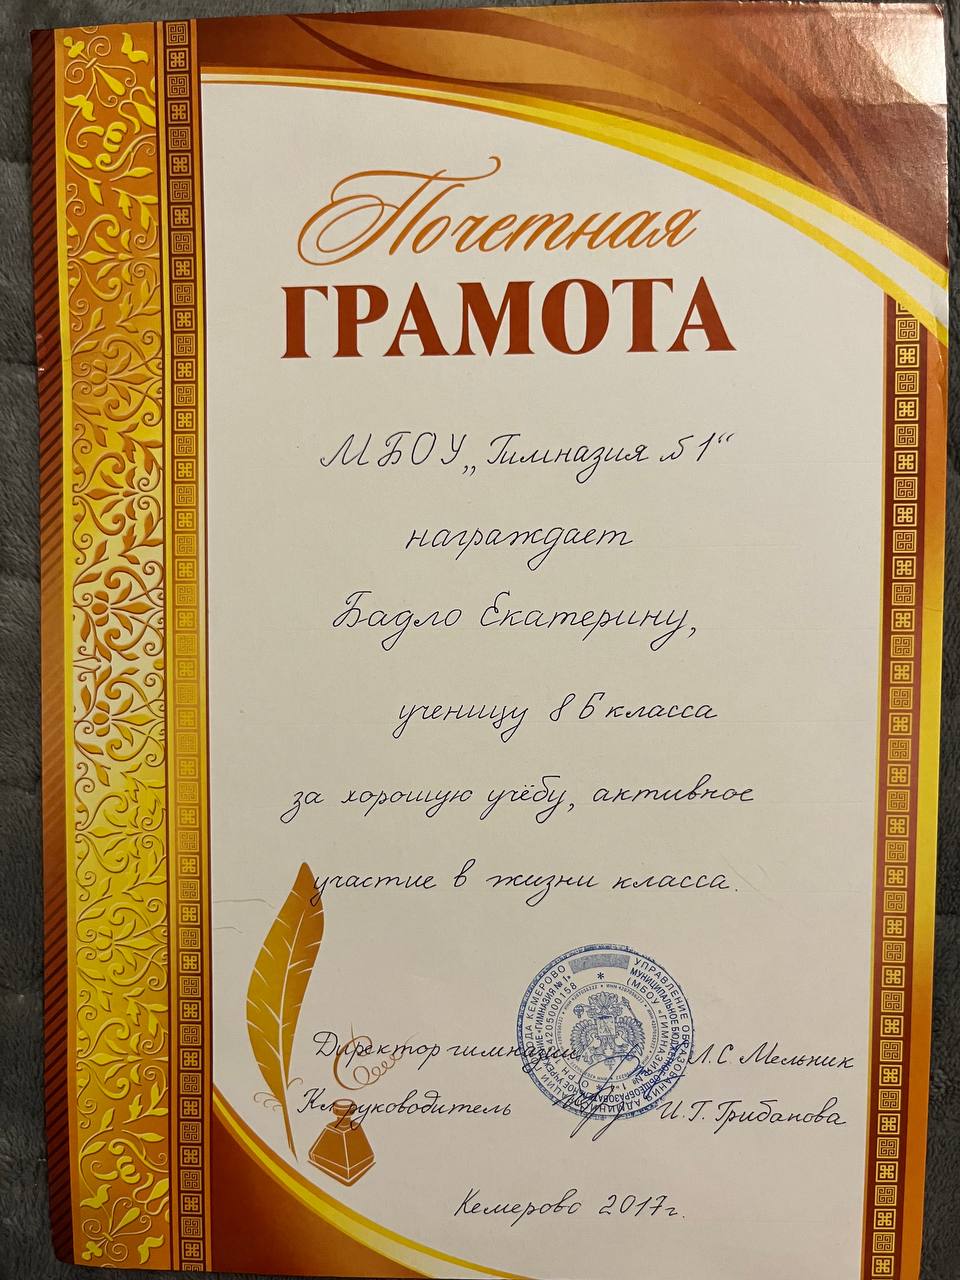 Почетная
ГРАМОТА
МБОУ „Гимназия №1“
награждает
Бадло Екатерину,
ученицу 8 Б класса
за хорошую учёбу, активное
участие в жизни класса.
Директор гимназии Л.С Мельник
Кл. руководитель И.Г. Грибанова
Кемерово 2017г.